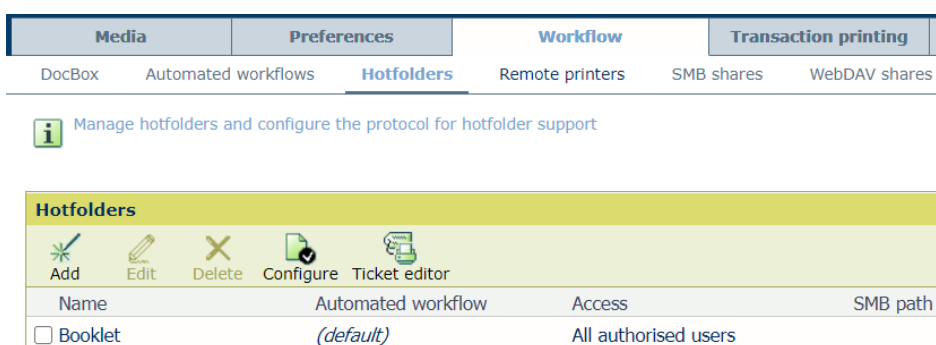 Media Preferences Workflow Transaction printing
DocBox Automated workflows Hotfolders Remote printers SMB shares WebDAV shares
Manage hotfolders and configure the protocol for hotfolder support
Hotfolders
Add Edit Delete Configure Ticket editor
Name Automated workflow Access SMB path
Booklet (default) All authorised users